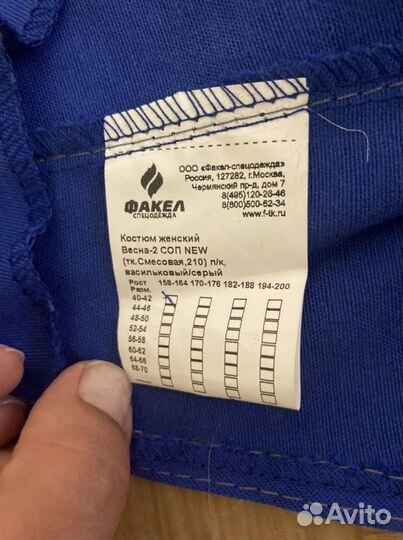 ФАКЕЛ
СПЕЦОДЕЖДА
ООО «Факел-спецодежда»
Россия, 127282, г.Москва,
Чермянский пр-д, дом 7
8(495)120-28-46
8(800)500-62-34
www.f-tk.ru
Костюм женский
Весна-2 СОП NEW
(тк.Смесовая,210) п/к,
васильковый/серый
Рост 158-164 170-176 182-188 194-200
Разм.
40-42
44-46
48-50
52-54
56-58
60-62
64-66
68-70
Avito